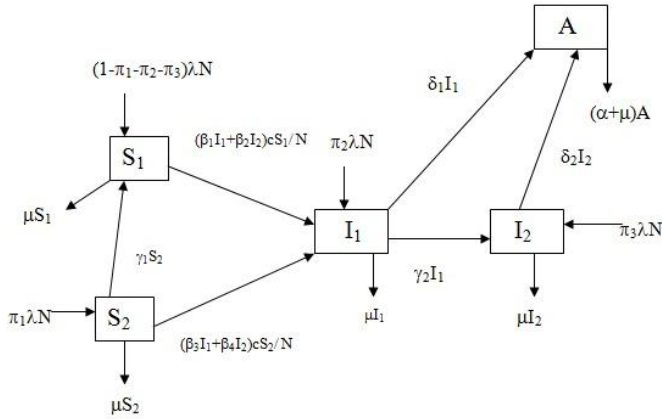 A
(1-π₁-π₂-π₃)λN
δ₁I₁
(α+μ)A
(β₁I₁+β₂I₂)cS₁/N
π₂λN
δ₂I₂
S₁
μS₁
I₁
I₂
π₃λN
γ₁S₂
γ₂I₁
π₁λN
S₂
μI₁
μI₂
(β₃I₁+β₄I₂)cS₂/N
μS₂